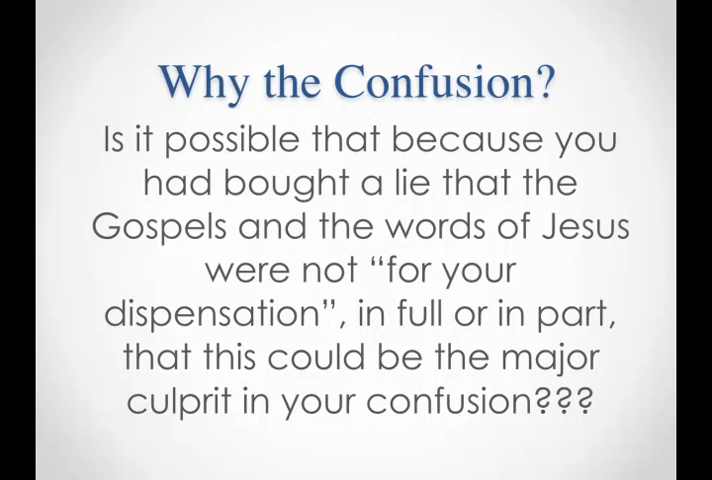 Why the Confusion?
Is it possible that because you
had bought a lie that the
Gospels and the words of Jesus
were not “for your
dispensation”, in full or in part,
that this could be the major
culprit in your confusion???